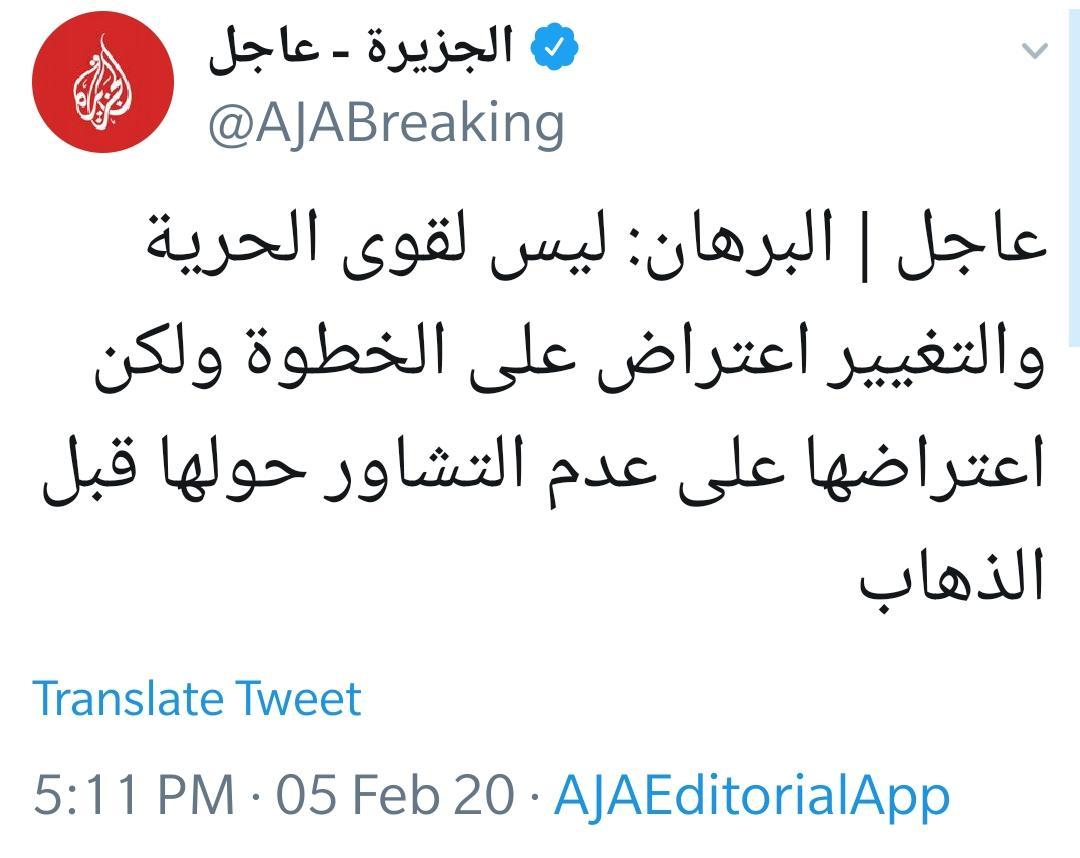 الجزيرة - عاجل
@AJABreaking
عاجل | البرهان: ليس لقوى الحرية
والتغيير اعتراض على الخطوة ولكن
اعتراضها على عدم التشاور حولها قبل
الذهاب
Translate Tweet
5:11 PM · 05 Feb 20 · AJAEditorialApp